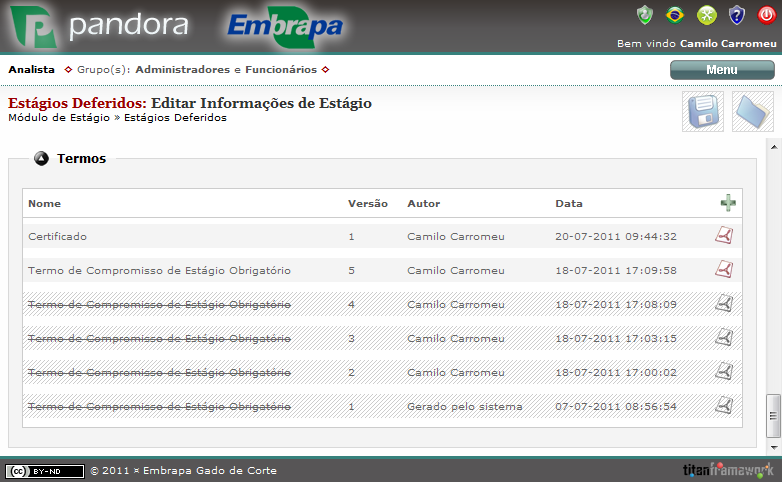 pandora Embrapa
Bem vindo Camilo Carromeu
Analista Grupo(s): Administradores e Funcionários
Menu
Estágios Deferidos: Editar Informações de Estágio
Módulo de Estágio » Estágios Deferidos
Termos
Nome Versão Autor Data
Certificado 1 Camilo Carromeu 20-07-2011 09:44:32
Termo de Compromisso de Estágio Obrigatório 5 Camilo Carromeu 18-07-2011 17:09:58
Termo de Compromisso de Estágio Obrigatório 4 Camilo Carromeu 18-07-2011 17:08:09
Termo de Compromisso de Estágio Obrigatório 3 Camilo Carromeu 18-07-2011 17:03:15
Termo de Compromisso de Estágio Obrigatório 2 Camilo Carromeu 18-07-2011 17:00:02
Termo de Compromisso de Estágio Obrigatório 1 Gerado pelo sistema 07-07-2011 08:56:54
cc BY-ND © 2011 ¤ Embrapa Gado de Corte titanframework